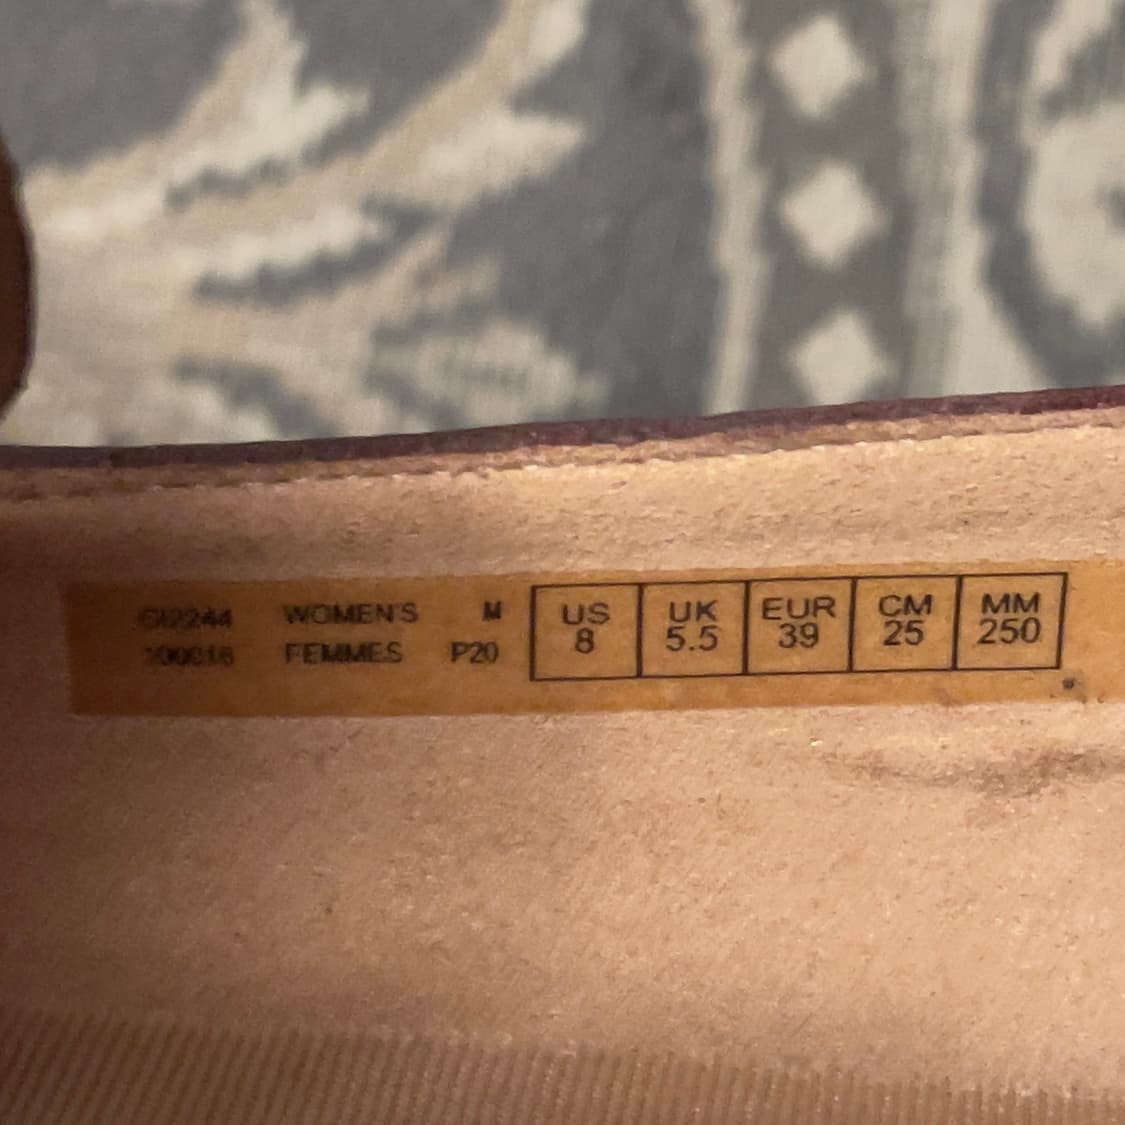 WOMEN'S M
FEMMES P20
US UK EUR CM MM
8 5.5 39 25 250